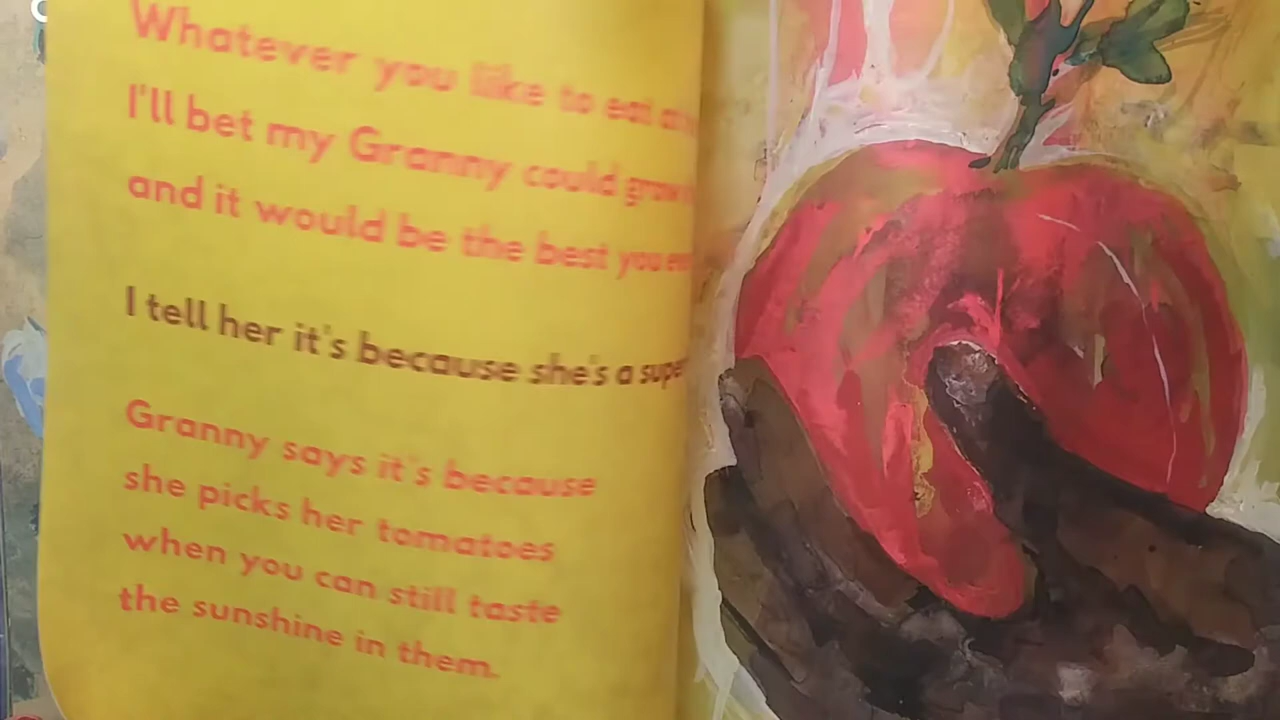 Whatever you like to eat
I'll bet my Granny could grow
and it would be the best you
I tell her it's because she's a
Granny says it's because
she picks her tomatoes
when you can still taste
the sunshine in them.